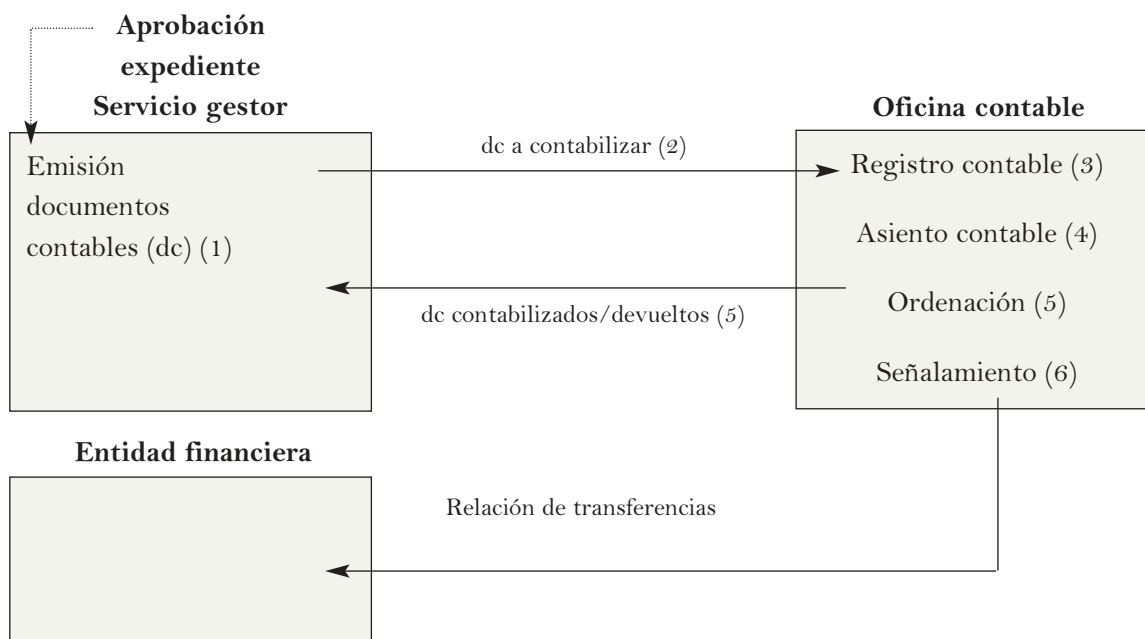 Aprobación
expediente
Servicio gestor
Oficina contable
Emisión
documentos
contables (dc) (1)
dc a contabilizar (2)
Registro contable (3)
Asiento contable (4)
Ordenación (5)
dc contabilizados/devueltos (5)
Señalamiento (6)
Entidad financiera
Relación de transferencias